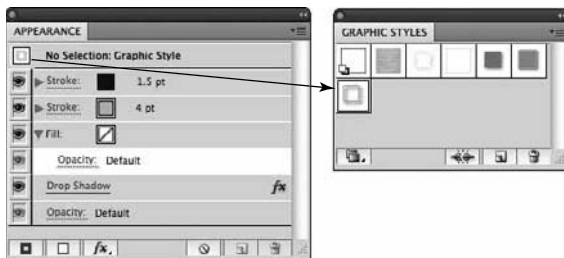 APPEARANCE
No Selection: Graphic Style
Stroke: 1.5 pt
Stroke: 4 pt
Fill:
Opacity: Default
Drop Shadow fx
Opacity: Default
fx
GRAPHIC STYLES